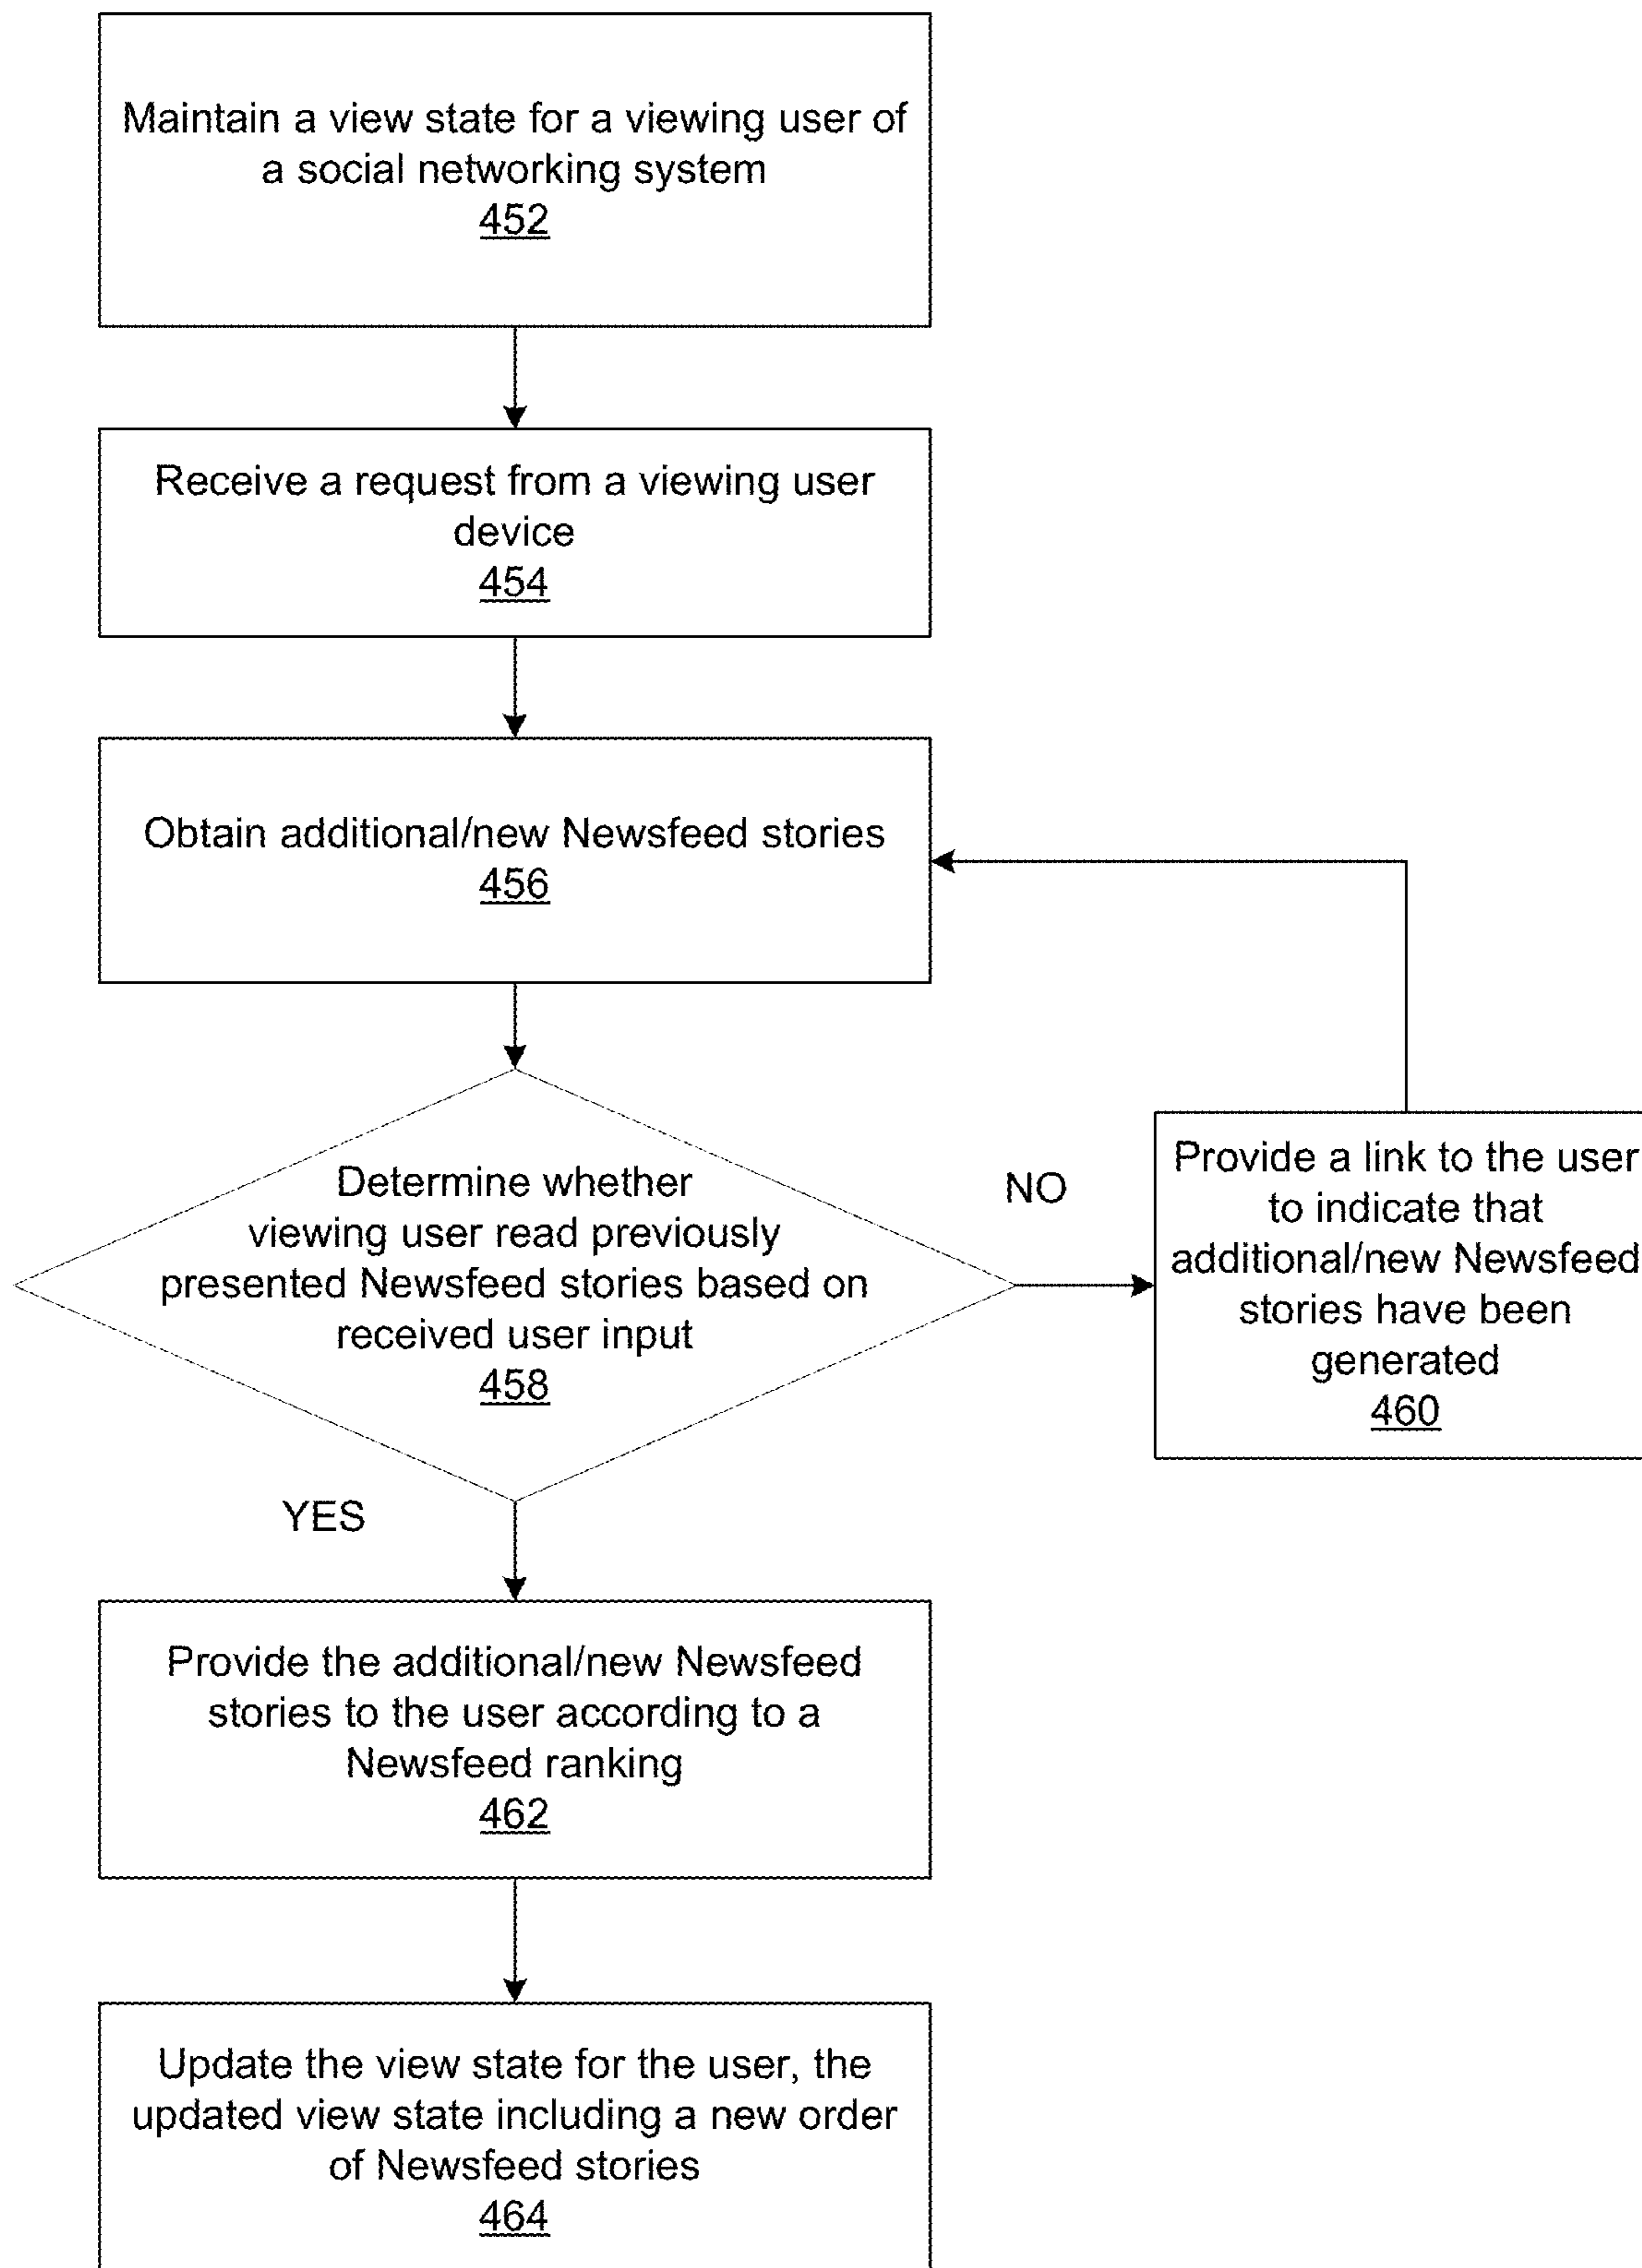 Maintain a view state for a viewing user of
a social networking system
452
Receive a request from a viewing user
device
454
Obtain additional/new Newsfeed stories
456
Determine whether
viewing user read previously
presented Newsfeed stories based on
received user input
458
NO
Provide a link to the user
to indicate that
additional/new Newsfeed
stories have been
generated
460
YES
Provide the additional/new Newsfeed
stories to the user according to a
Newsfeed ranking
462
Update the view state for the user, the
updated view state including a new order
of Newsfeed stories
464